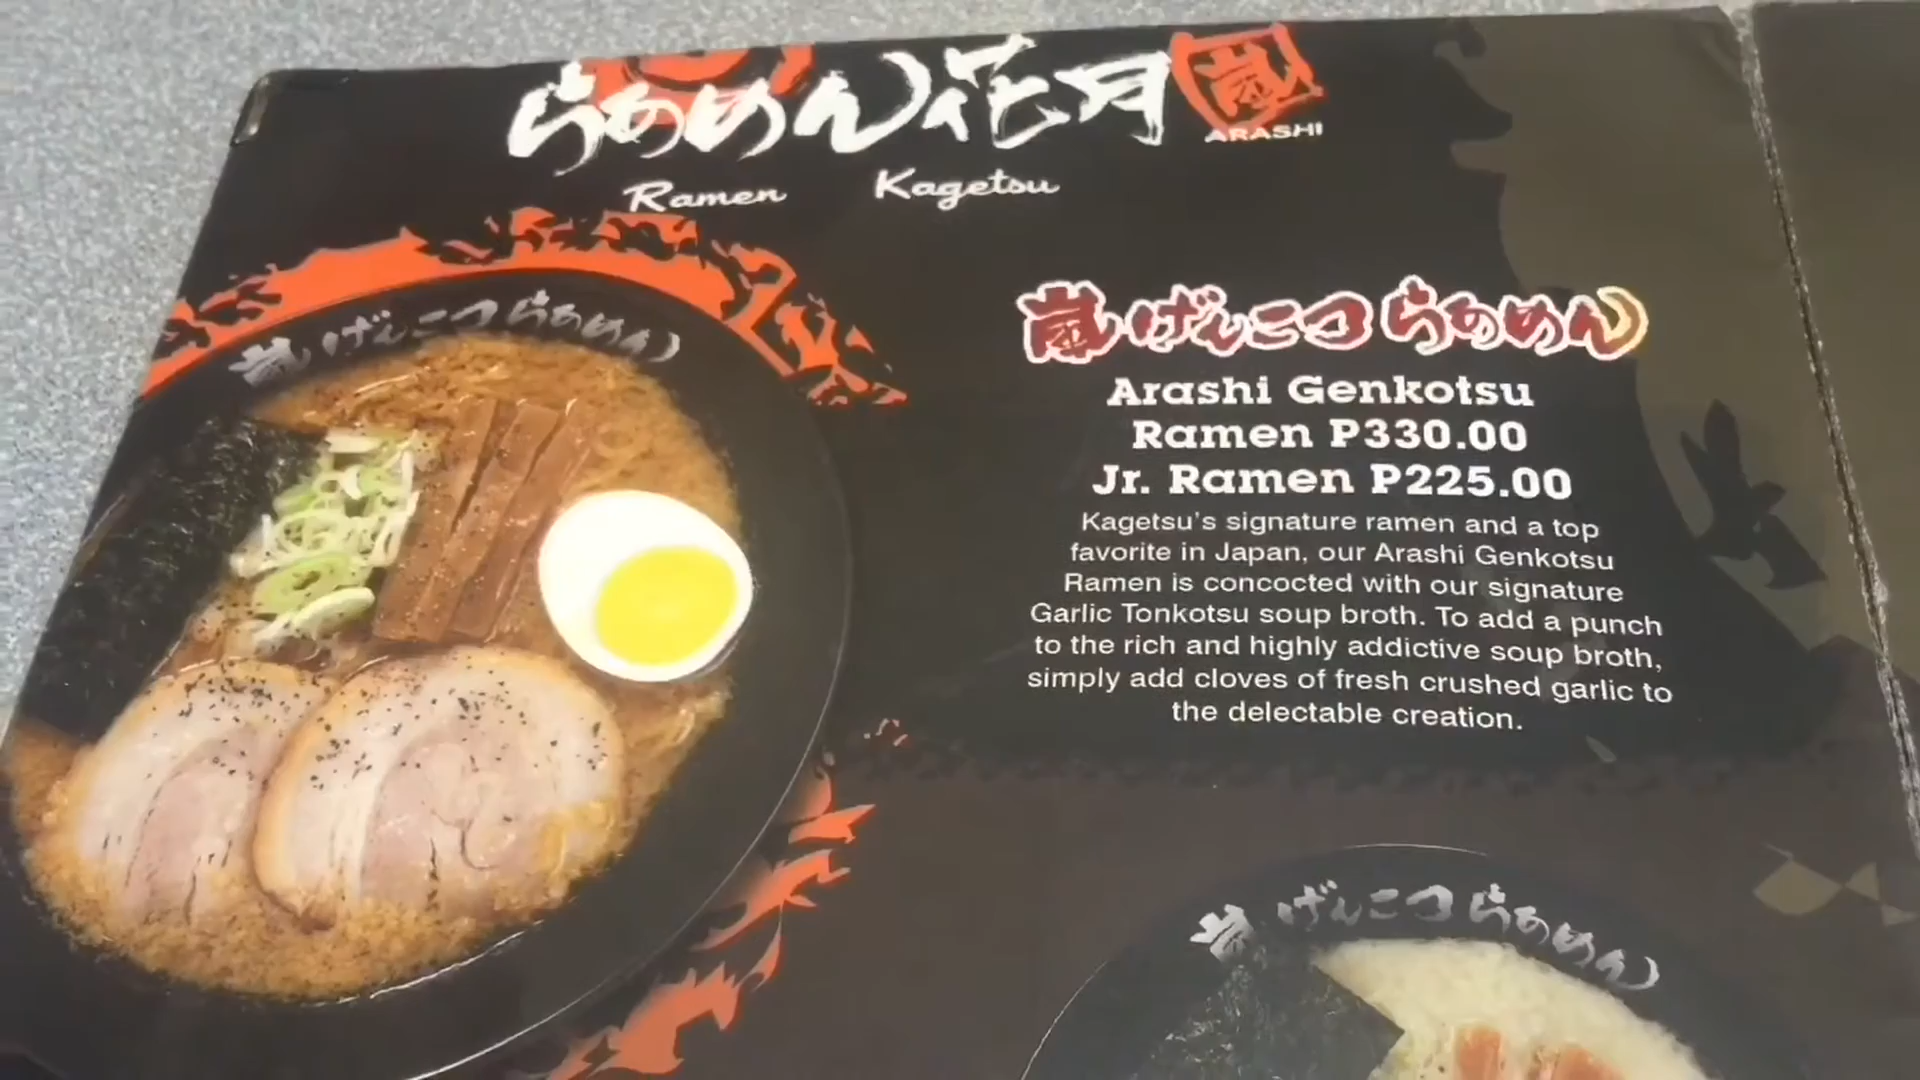 らあめん花月 嵐
ARASHI
Ramen Kagetsu
嵐 げんこつ らあめん
嵐げんこつらあめん
Arashi Genkotsu
Ramen P330.00
Jr. Ramen P225.00
Kagetsu's signature ramen and a top
favorite in Japan, our Arashi Genkotsu
Ramen is concocted with our signature
Garlic Tonkotsu soup broth. To add a punch
to the rich and highly addictive soup broth,
simply add cloves of fresh crushed garlic to
the delectable creation.
嵐 げんこつ らあめん